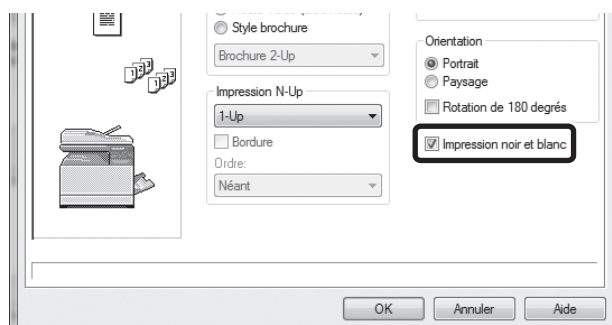 Style brochure
Brochure 2-Up
Impression N-Up
1-Up
Bordure
Ordre:
Néant
Orientation
Portrait
Paysage
Rotation de 180 degrés
Impression noir et blanc
OK
Annuler
Aide